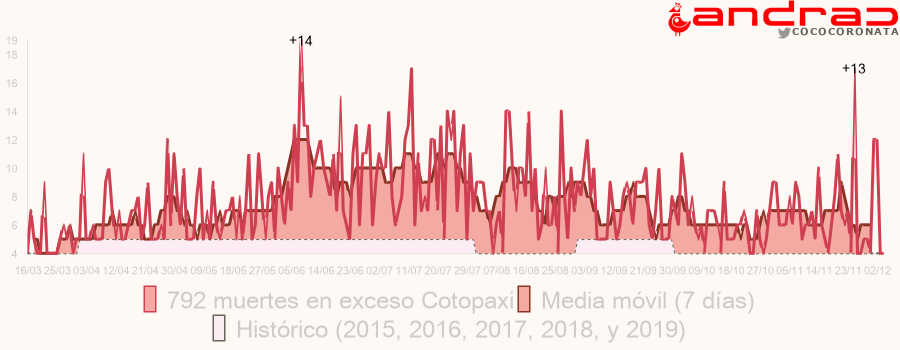 andrac
COCOCORONATA
+14
+13
19
18
16
14
12
10
8
6
4
16/03 25/03 03/04 12/04 21/04 30/04 09/05 18/05 27/05 05/06 14/06 23/06 02/07 11/07 20/07 29/07 07/08 16/08 25/08 03/09 12/09 21/09 30/09 09/10 18/10 27/10 05/11 14/11 23/11 02/12
792 muertes en exceso Cotopaxi Media móvil (7 días)
Histórico (2015, 2016, 2017, 2018, y 2019)